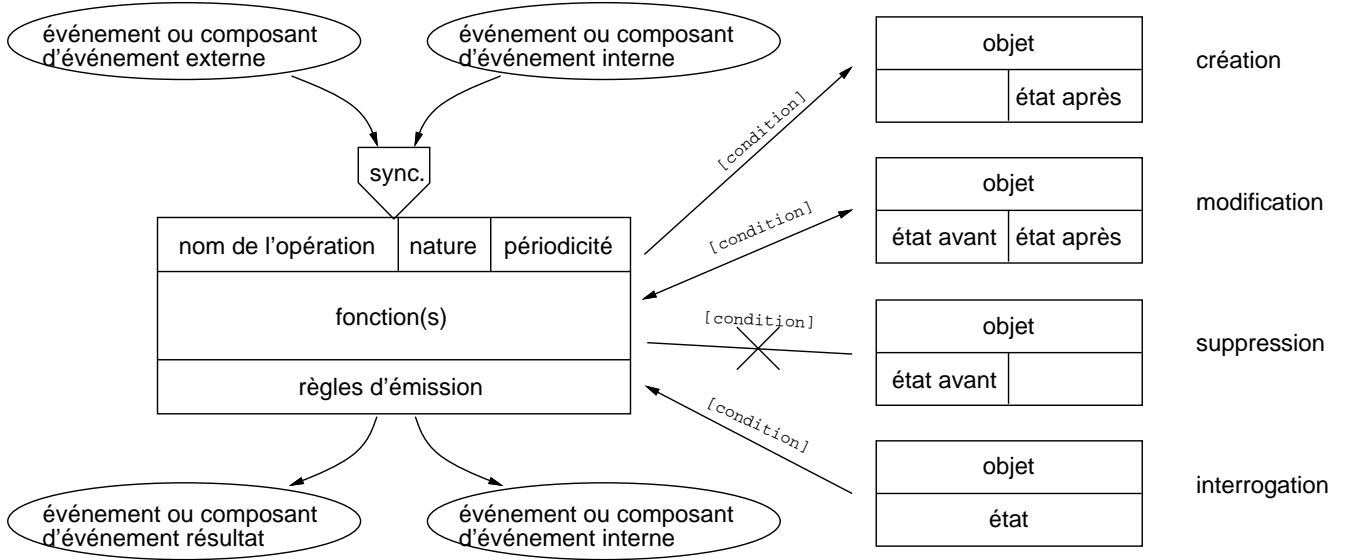 événement ou composant
d'événement externe
événement ou composant
d'événement interne
sync.
nom de l'opération
nature
périodicité
fonction(s)
règles d'émission
événement ou composant
d'événement résultat
événement ou composant
d'événement interne
[condition]
objet
état après
création
[condition]
objet
état avant
état après
modification
[condition]
objet
état avant
suppression
[condition]
objet
état
interrogation